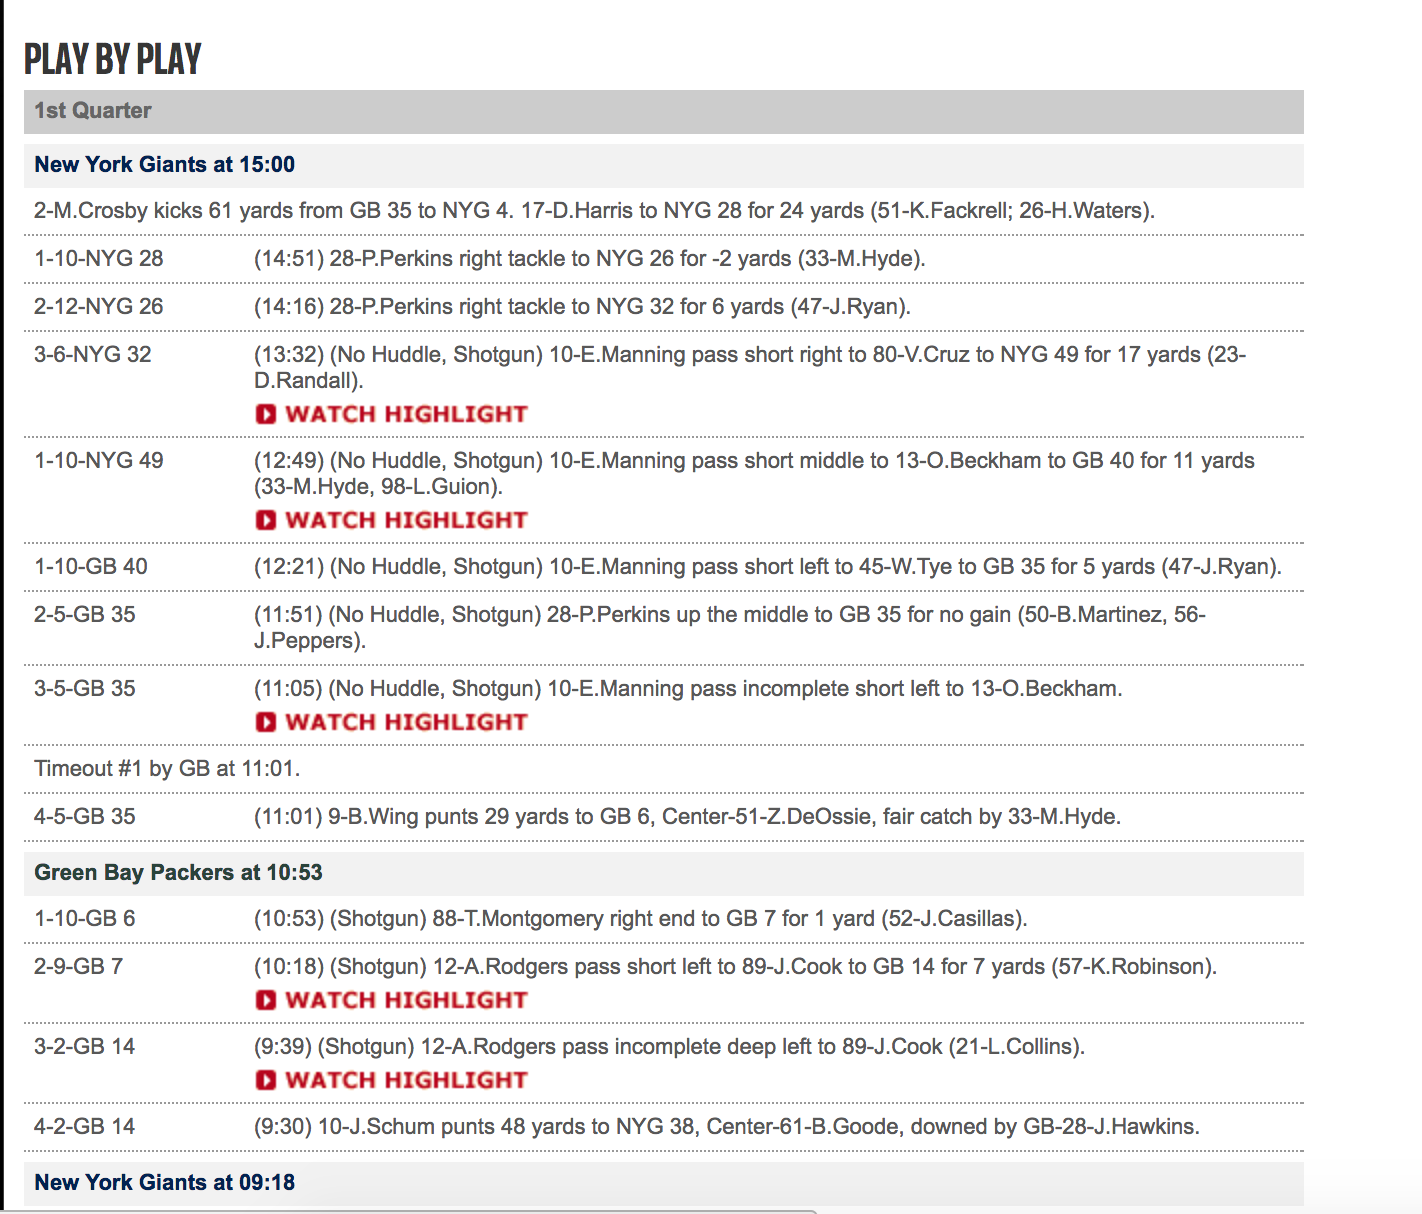 PLAY BY PLAY
1st Quarter
New York Giants at 15:00
2-M.Crosby kicks 61 yards from GB 35 to NYG 4. 17-D.Harris to NYG 28 for 24 yards (51-K.Fackrell; 26-H.Waters).
1-10-NYG 28 (14:51) 28-P.Perkins right tackle to NYG 26 for -2 yards (33-M.Hyde).
2-12-NYG 26 (14:16) 28-P.Perkins right tackle to NYG 32 for 6 yards (47-J.Ryan).
3-6-NYG 32 (13:32) (No Huddle, Shotgun) 10-E.Manning pass short right to 80-V.Cruz to NYG 49 for 17 yards (23-
D.Randall).
WATCH HIGHLIGHT
1-10-NYG 49 (12:49) (No Huddle, Shotgun) 10-E.Manning pass short middle to 13-O.Beckham to GB 40 for 11 yards
(33-M.Hyde, 98-L.Guion).
WATCH HIGHLIGHT
1-10-GB 40 (12:21) (No Huddle, Shotgun) 10-E.Manning pass short left to 45-W.Tye to GB 35 for 5 yards (47-J.Ryan).
2-5-GB 35 (11:51) (No Huddle, Shotgun) 28-P.Perkins up the middle to GB 35 for no gain (50-B.Martinez, 56-
J.Peppers).
3-5-GB 35 (11:05) (No Huddle, Shotgun) 10-E.Manning pass incomplete short left to 13-O.Beckham.
WATCH HIGHLIGHT
Timeout #1 by GB at 11:01.
4-5-GB 35 (11:01) 9-B.Wing punts 29 yards to GB 6, Center-51-Z.DeOssie, fair catch by 33-M.Hyde.
Green Bay Packers at 10:53
1-10-GB 6 (10:53) (Shotgun) 88-T.Montgomery right end to GB 7 for 1 yard (52-J.Casillas).
2-9-GB 7 (10:18) (Shotgun) 12-A.Rodgers pass short left to 89-J.Cook to GB 14 for 7 yards (57-K.Robinson).
WATCH HIGHLIGHT
3-2-GB 14 (9:39) (Shotgun) 12-A.Rodgers pass incomplete deep left to 89-J.Cook (21-L.Collins).
WATCH HIGHLIGHT
4-2-GB 14 (9:30) 10-J.Schum punts 48 yards to NYG 38, Center-61-B.Goode, downed by GB-28-J.Hawkins.
New York Giants at 09:18